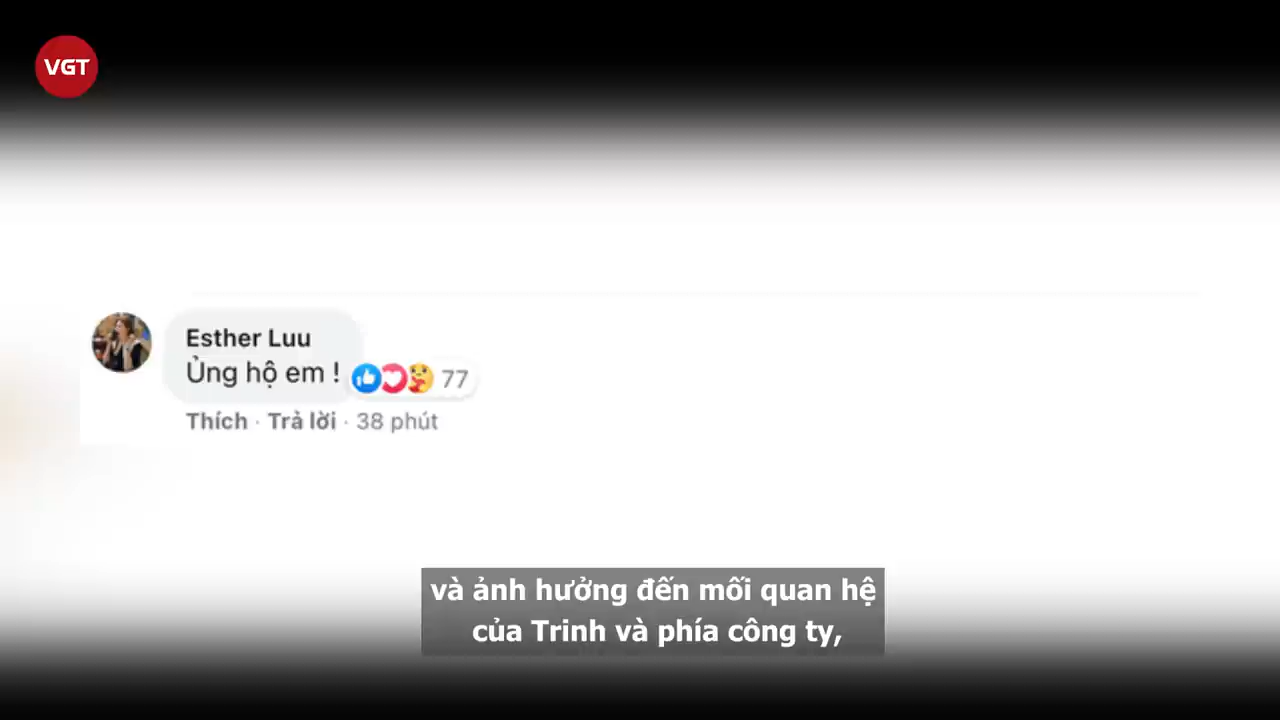 VGT
Esther Luu
Ủng hộ em !
77
Thích · Trả lời · 38 phút
và ảnh hưởng đến mối quan hệ
của Trinh và phía công ty,